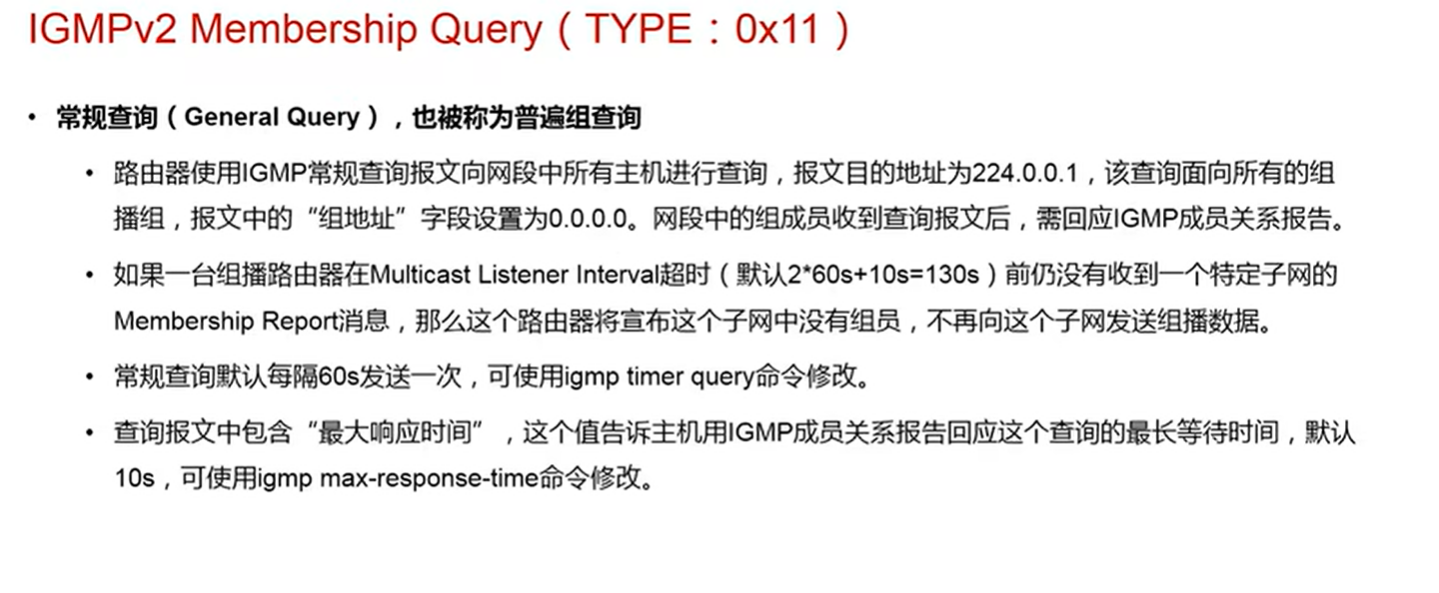 IGMPv2 Membership Query（TYPE：0x11）
• 常规查询（General Query），也被称为普遍组查询
• 路由器使用IGMP常规查询报文向网段中所有主机进行查询，报文目的地址为224.0.0.1，该查询面向所有的组
播组，报文中的“组地址”字段设置为0.0.0.0。网段中的组成员收到查询报文后，需回应IGMP成员关系报告。
• 如果一台组播路由器在Multicast Listener Interval超时（默认2*60s+10s=130s）前仍没有收到一个特定子网的
Membership Report消息，那么这个路由器将宣布这个子网中没有组员，不再向这个子网发送组播数据。
• 常规查询默认每隔60s发送一次，可使用igmp timer query命令修改。
• 查询报文中包含“最大响应时间”，这个值告诉主机用IGMP成员关系报告回应这个查询的最长等待时间，默认
10s，可使用igmp max-response-time命令修改。